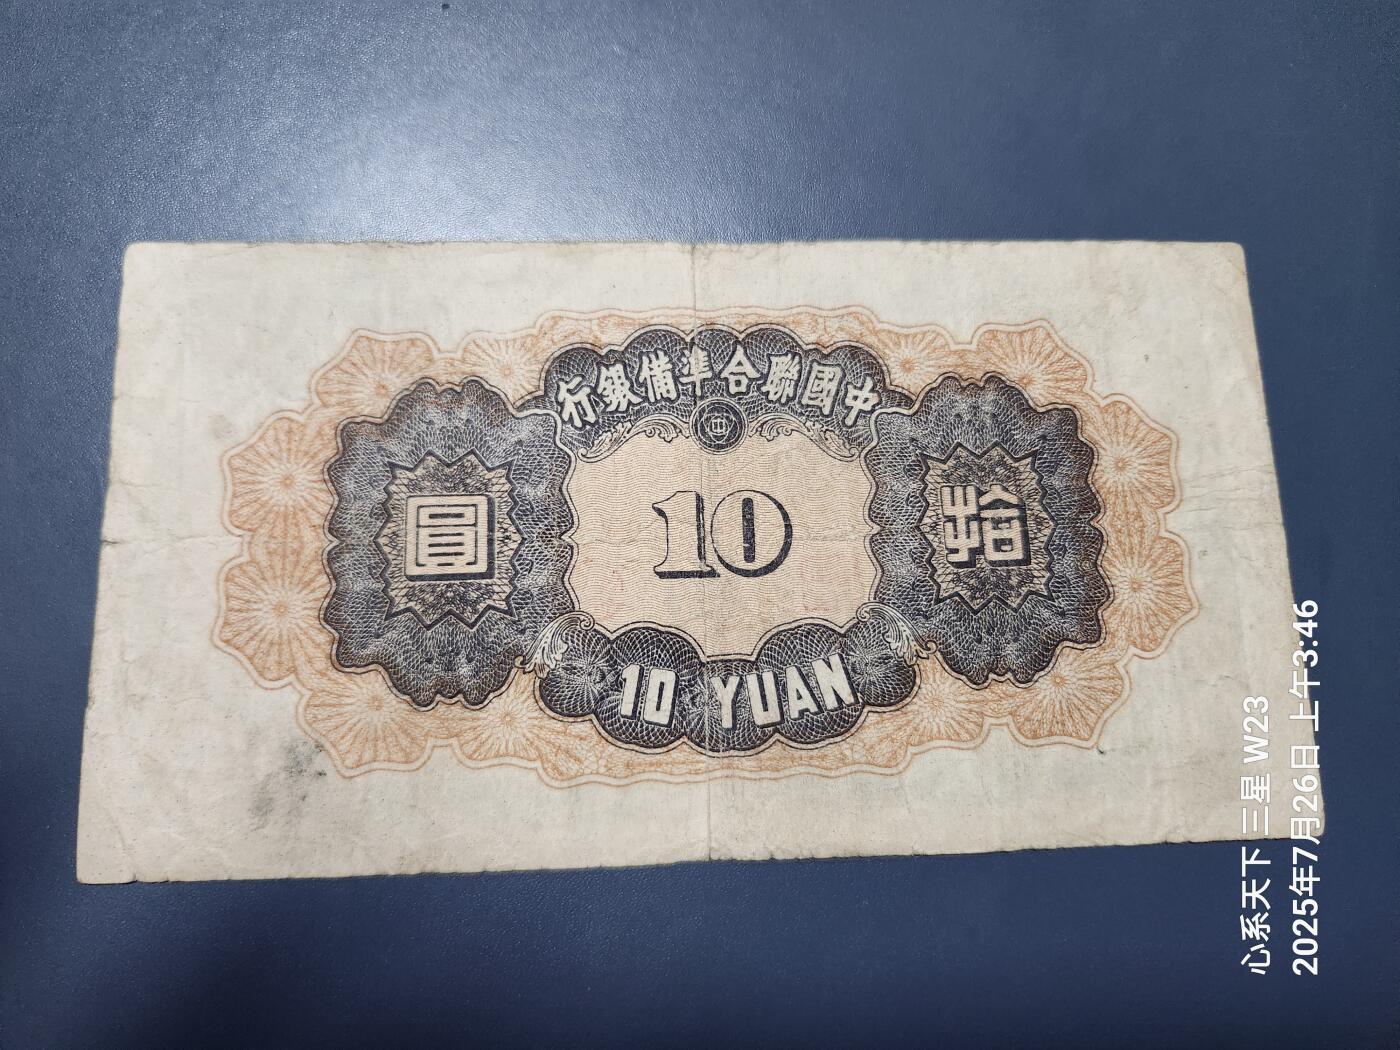 中國聯合準備銀行
拾 圓
10
10 YUAN
心系天下三星 W23
2025年7月26日 上午3:46